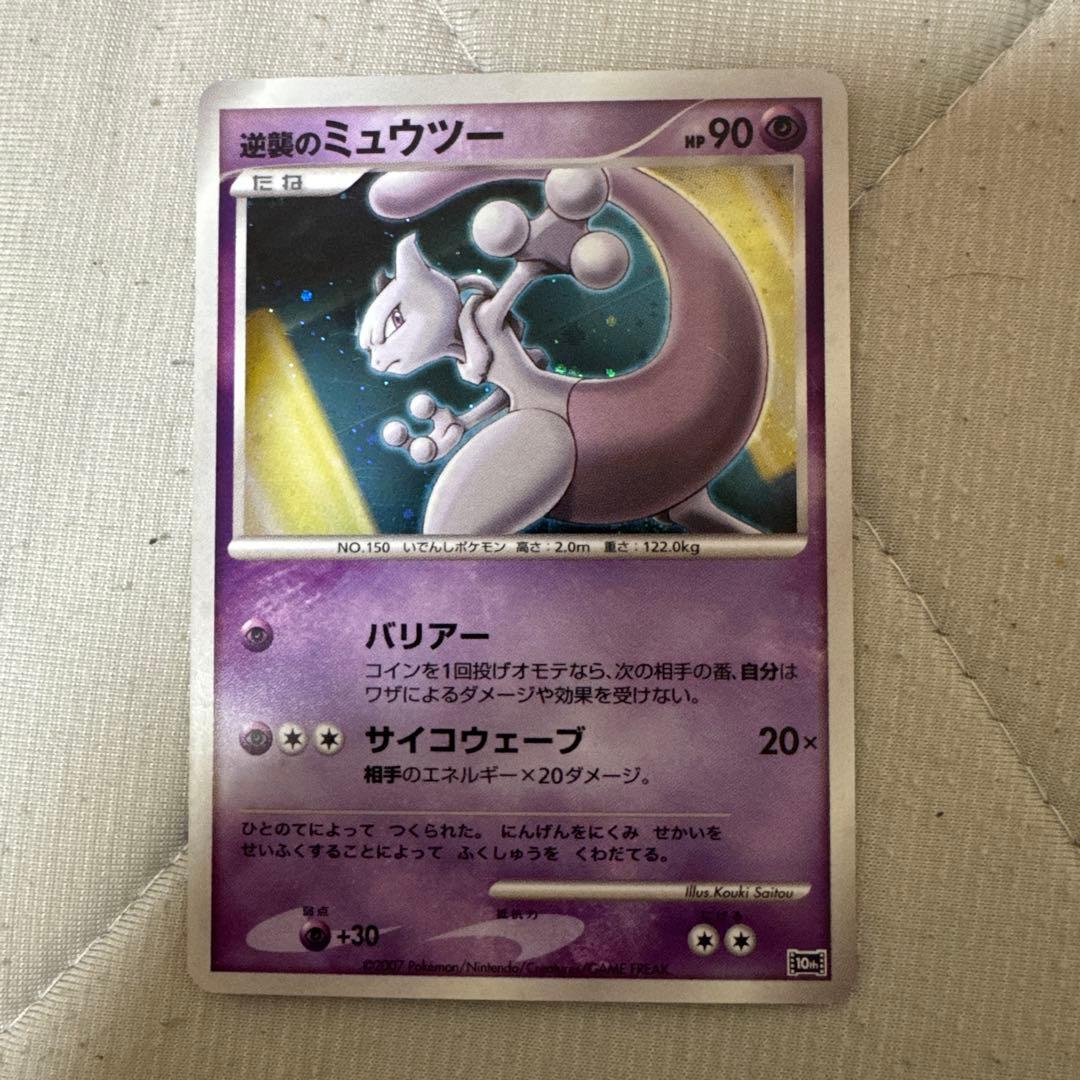 逆襲のミュウツー HP 90
たね
NO.150 いでんしポケモン 高さ：2.0m 重さ：122.0kg
バリアー
コインを1回投げオモテなら、次の相手の番、自分は
ワザによるダメージや効果を受けない。
サイコウェーブ 20×
相手のエネルギー×20ダメージ。
ひとのてによって つくられた。 にんげんをにくみ せかいを
せいふくすることによって ふくしゅうを くわだてる。
Illus.Kouki Saitou
弱点 抵抗力 にげる
+30
©2007 Pokémon/Nintendo/Creatures/GAME FREAK
10th